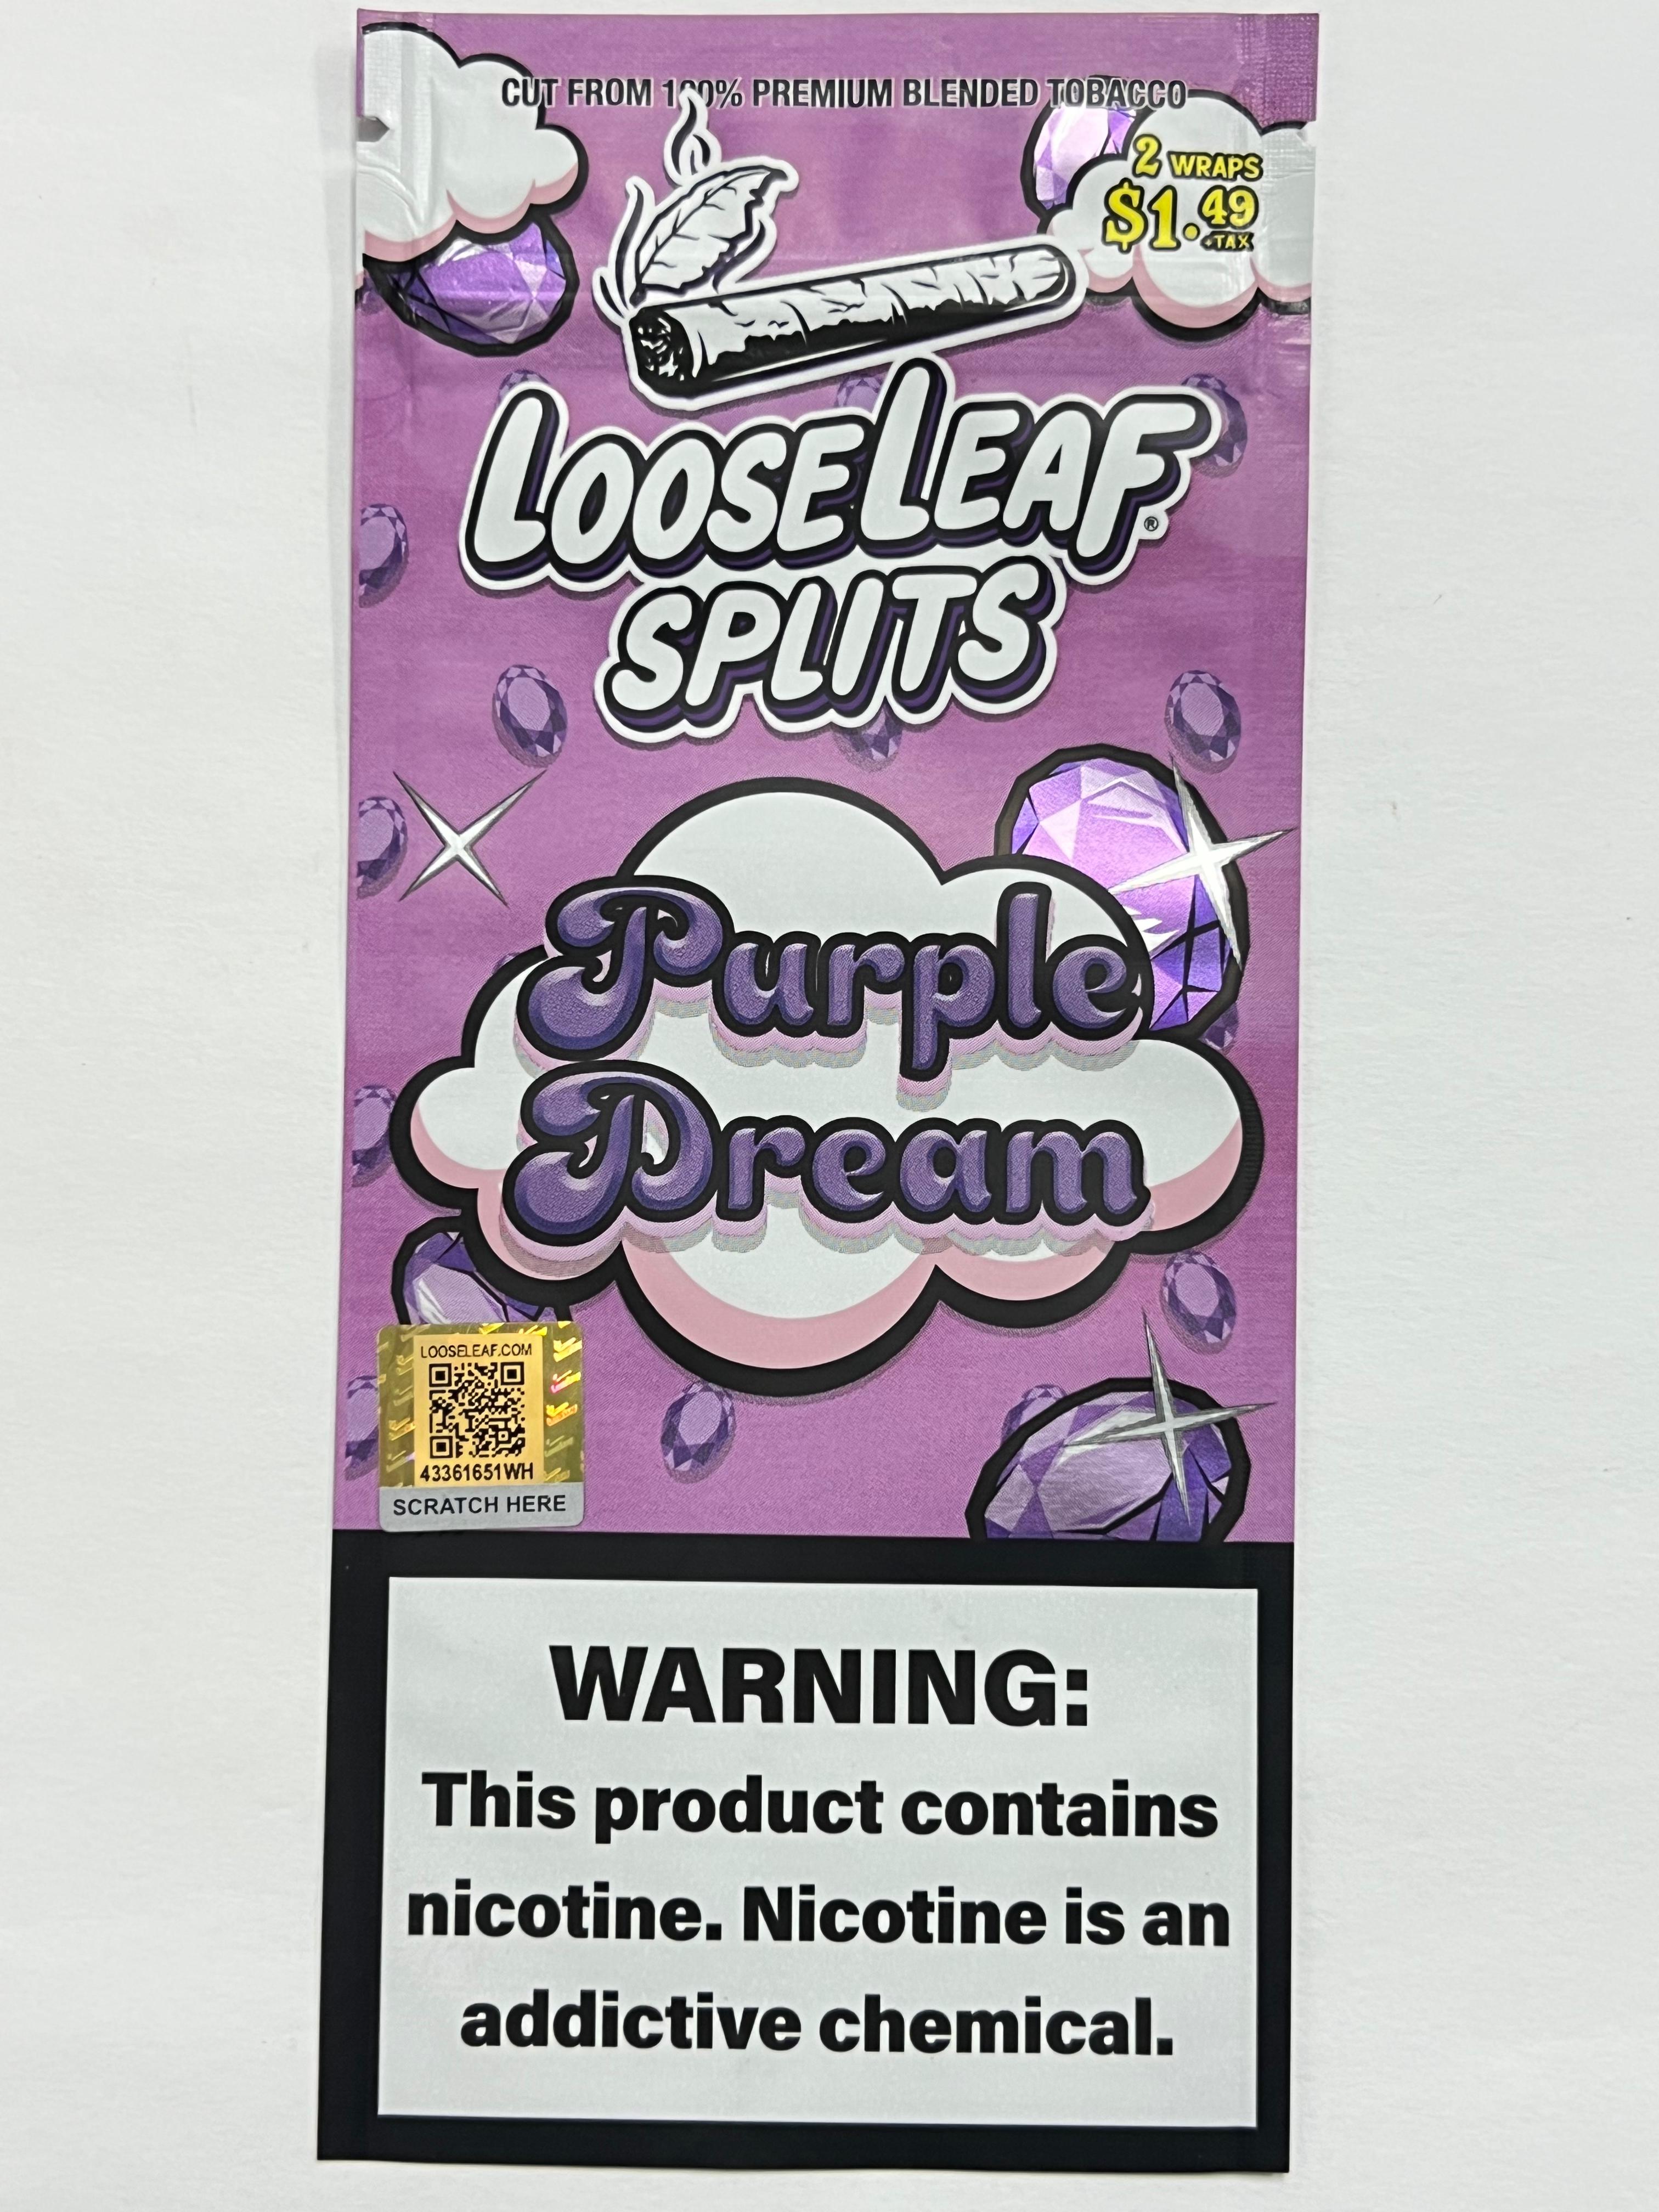 CUT FROM 100% PREMIUM BLENDED TOBACCO
2 WRAPS
$1.49
+TAX
LOOSELEAF®
SPLITS
Purple
Dream
LOOSELEAF.COM
43361651WH
SCRATCH HERE
WARNING:
This product contains
nicotine. Nicotine is an
addictive chemical.